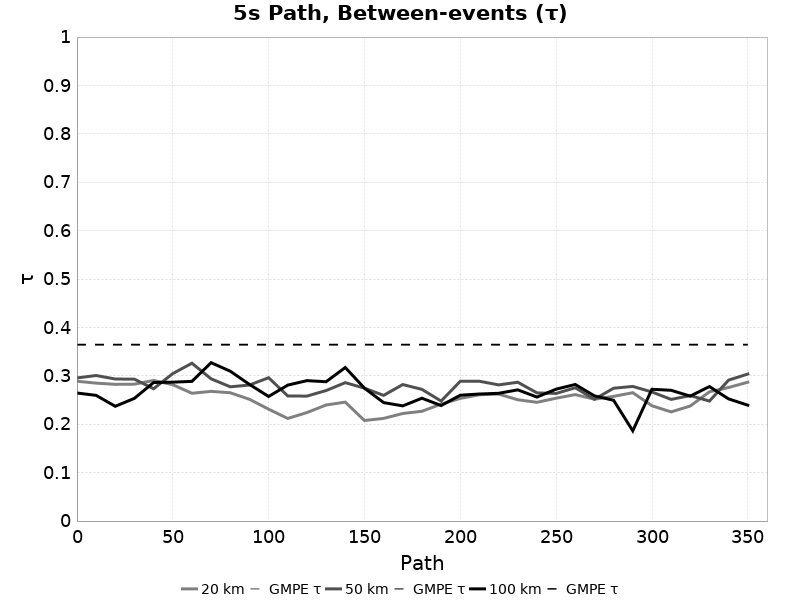 5s Path, Between-events (τ)
1
0.9
0.8
0.7
0.6
0.5
0.4
0.3
0.2
0.1
0
τ
0 50 100 150 200 250 300 350
Path
20 km GMPE τ 50 km GMPE τ 100 km GMPE τ